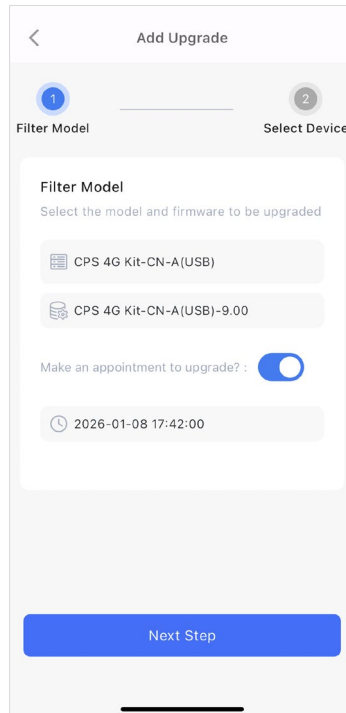 Add Upgrade
1
2
Filter Model
Select Device
Filter Model
Select the model and firmware to be upgraded
CPS 4G Kit-CN-A(USB)
CPS 4G Kit-CN-A(USB)-9.00
Make an appointment to upgrade? :
2026-01-08 17:42:00
Next Step